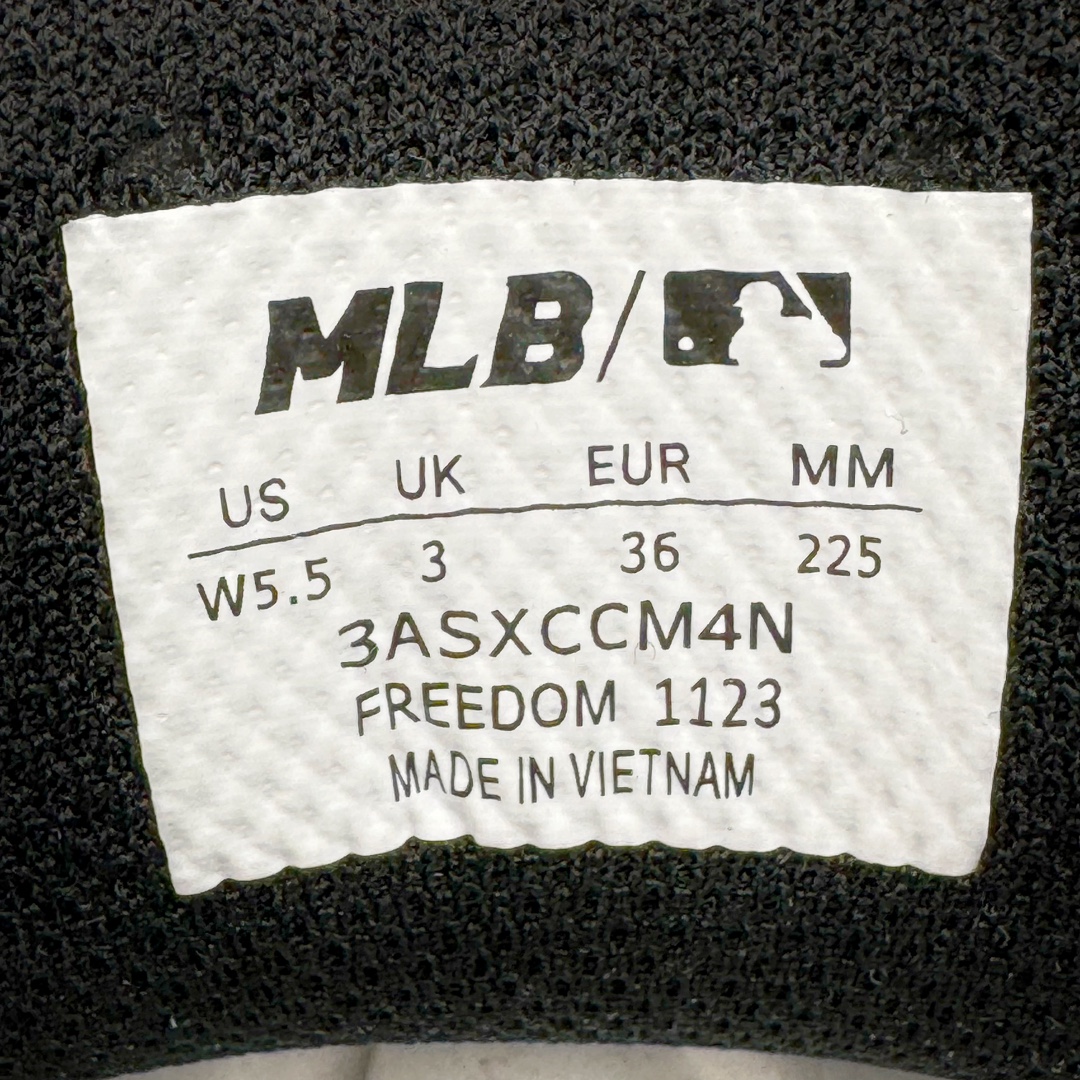 MLB/
US UK EUR MM
W5.5 3 36 225
3ASXCCM4N
FREEDOM 1123
MADE IN VIETNAM